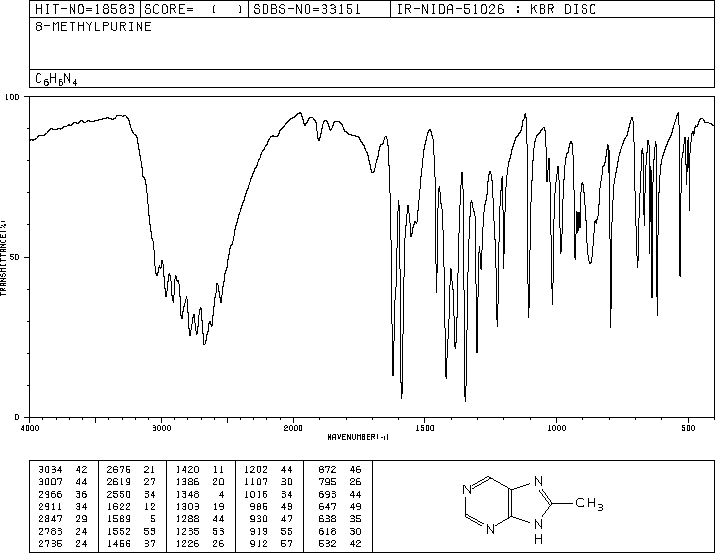 HIT-NO=18583 SCORE= ( ) SDBS-NO=33151 IR-NIDA-51026 : KBR DISC
8-METHYLPURINE
C6H6N4
100
TRANSMITTANCE(%)
50
0
4000 3000 2000 1500 1000 500
WAVENUMBER(-1)
3034 42 2676 21 1420 11 1202 44 872 46
3007 44 2619 27 1386 20 1107 30 795 26
2966 36 2550 34 1348 4 1016 34 693 44
2911 34 1622 12 1303 19 986 49 647 49
2847 29 1589 5 1288 44 930 47 638 35
2783 24 1552 55 1235 53 919 55 618 30
2735 24 1456 37 1226 26 912 57 532 42
N
N
N
N
H
CH3